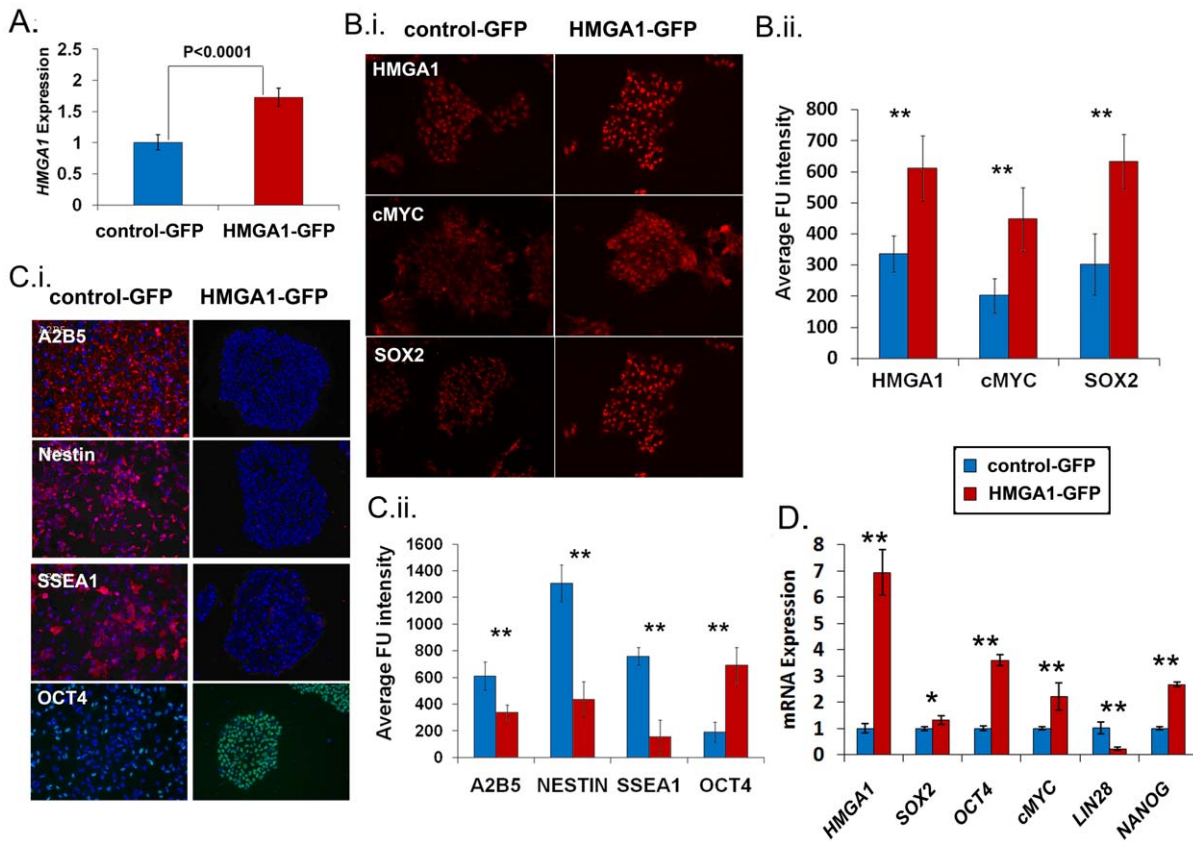 A.
P<0.0001
HMGA1 Expression
2.5
2
1.5
1
0.5
0
control-GFP HMGA1-GFP
B.i.
control-GFP HMGA1-GFP
HMGA1
cMYC
SOX2
B.ii.
Average FU intensity
800
700
600
500
400
300
200
100
0
** ** **
HMGA1 cMYC SOX2
C.i.
control-GFP HMGA1-GFP
A2B5
Nestin
SSEA1
OCT4
C.ii.
Average FU intensity
1600
1400
1200
1000
800
600
400
200
0
** ** ** **
A2B5 NESTIN SSEA1 OCT4
control-GFP
HMGA1-GFP
D.
mRNA Expression
8
7
6
5
4
3
2
1
0
** * ** ** ** **
HMGA1 SOX2 OCT4 cMYC LIN28 NANOG